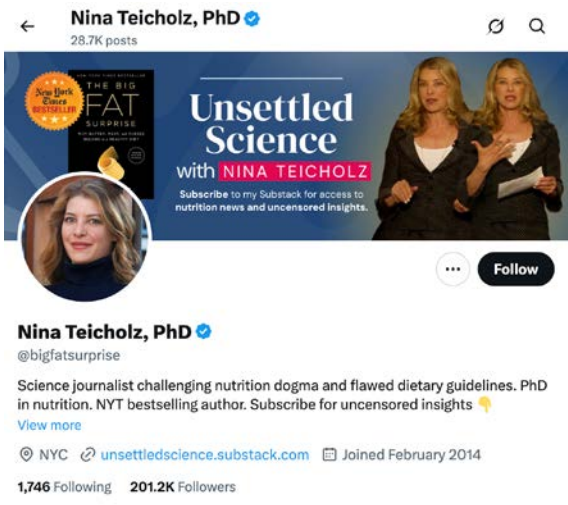 Nina Teicholz, PhD
28.7K posts
New York
Times
BESTSELLER
THE BIG
FAT
SURPRISE
Unsettled
Science
with NINA TEICHOLZ
Subscribe to my Substack for access to
nutrition news and uncensored insights.
Follow
Nina Teicholz, PhD
@bigfatsurprise
Science journalist challenging nutrition dogma and flawed dietary guidelines. PhD
in nutrition. NYT bestselling author. Subscribe for uncensored insights 👇
View more
NYC unsettledscience.substack.com Joined February 2014
1,746 Following 201.2K Followers